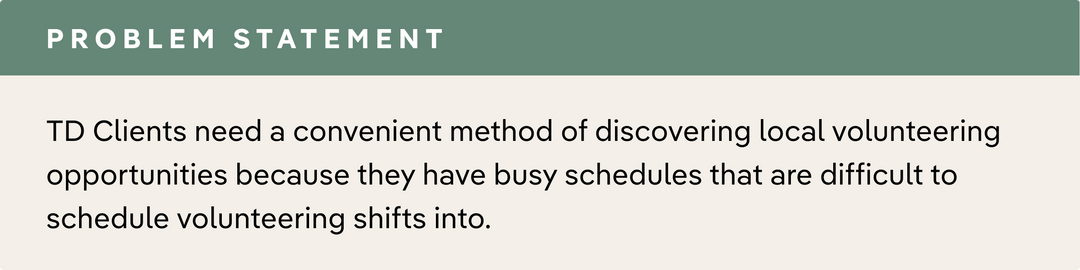 PROBLEM STATEMENT
TD Clients need a convenient method of discovering local volunteering
opportunities because they have busy schedules that are difficult to
schedule volunteering shifts into.